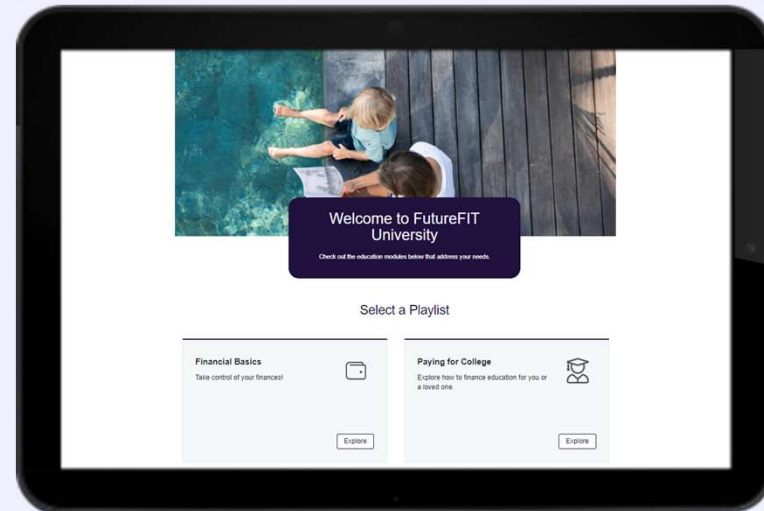 Welcome to FutureFIT
University
Check out the education modules below that address your needs.
Select a Playlist
Financial Basics
Take control of your finances!
Explore
Paying for College
Explore how to finance education for you or
a loved one.
Explore